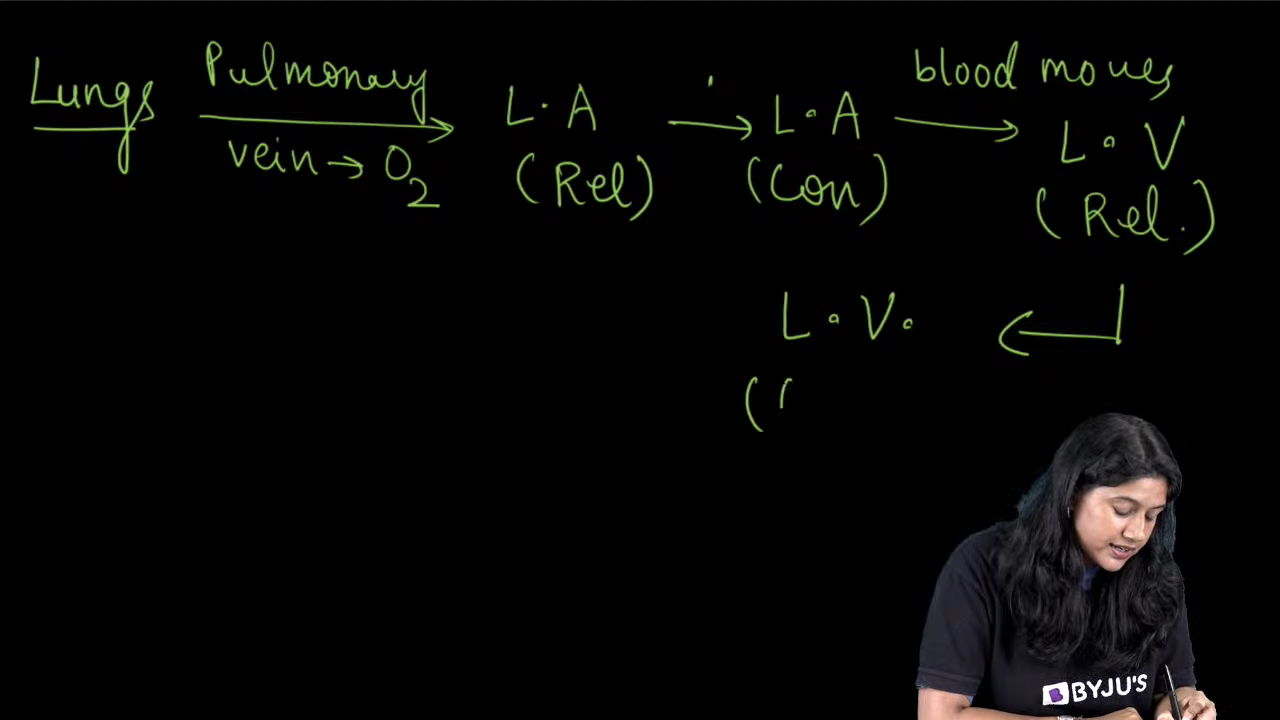 Lungs Pulmonary vein → O2 → L.A (Rel) → L.A (Con) → blood moves L.V (Rel.)
L.V.
(
BYJU'S